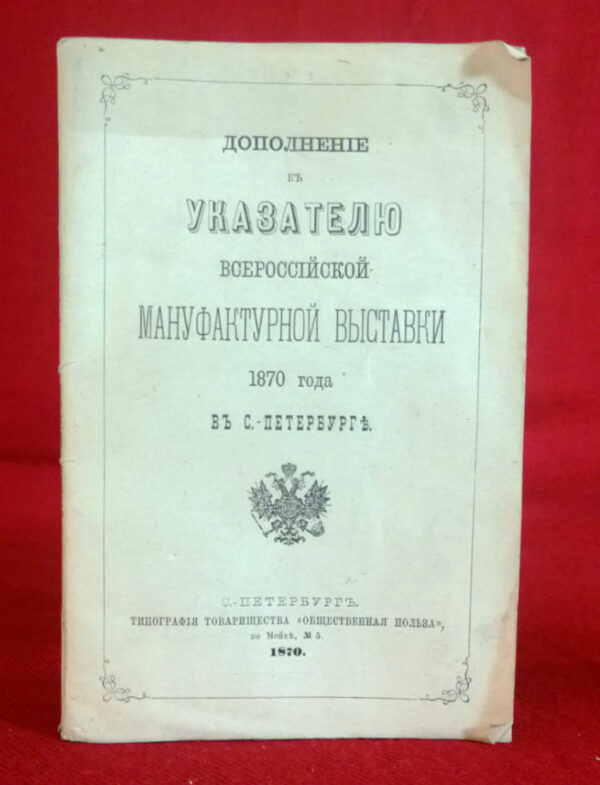 ДОПОЛНЕНІЕ
КЪ
УКАЗАТЕЛЮ
ВСЕРОССІЙСКОЙ
МАНУФАКТУРНОЙ ВЫСТАВКИ
1870 года
ВЪ С.-ПЕТЕРБУРГѢ.
С.-ПЕТЕРБУРГЪ.
ТИПОГРАФІЯ ТОВАРИЩЕСТВА «ОБЩЕСТВЕННАЯ ПОЛЬЗА»,
по Мойкѣ, № 5.
1870.